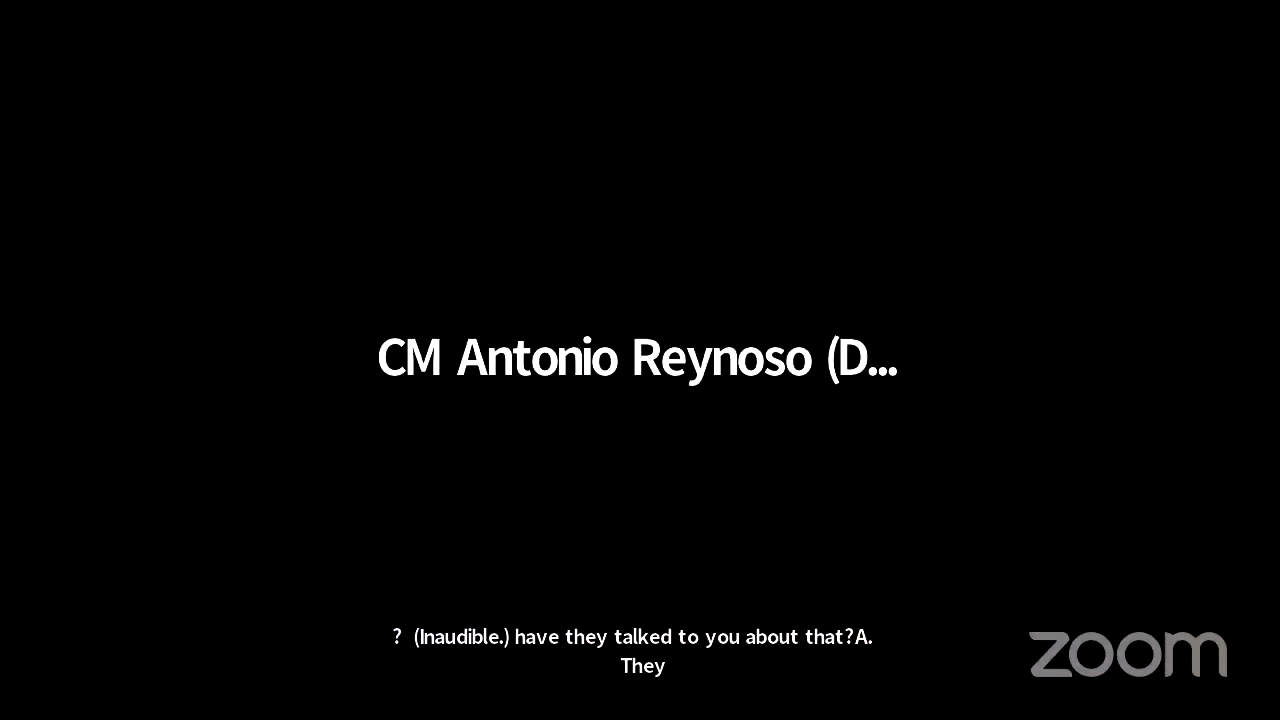 CM Antonio Reynoso (D...
? (Inaudible.) have they talked to you about that?A.
They
zoom